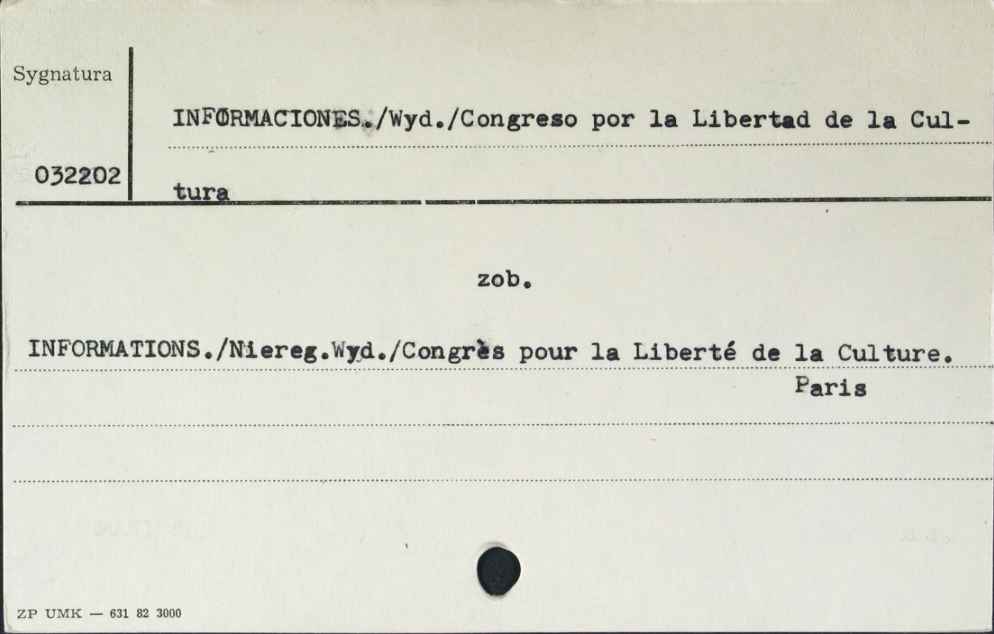 Sygnatura
INFORMACIONES./Wyd./Congreso por la Libertad de la Cul-
032202
tura
zob.
INFORMATIONS./Niereg.Wyd./Congrès pour la Liberté de la Culture.
Paris
ZP UMK — 631 82 3000